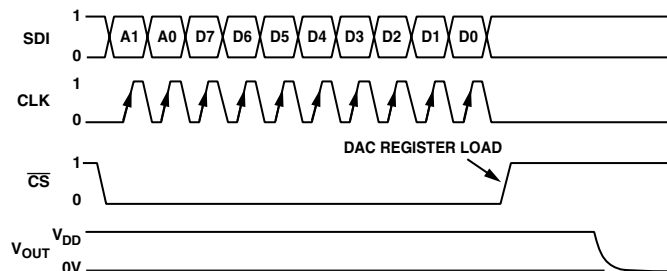 1
SDI
0
A1 A0 D7 D6 D5 D4 D3 D2 D1 D0
1
CLK
0
DAC REGISTER LOAD
1
CS
0
VDD
VOUT
0V